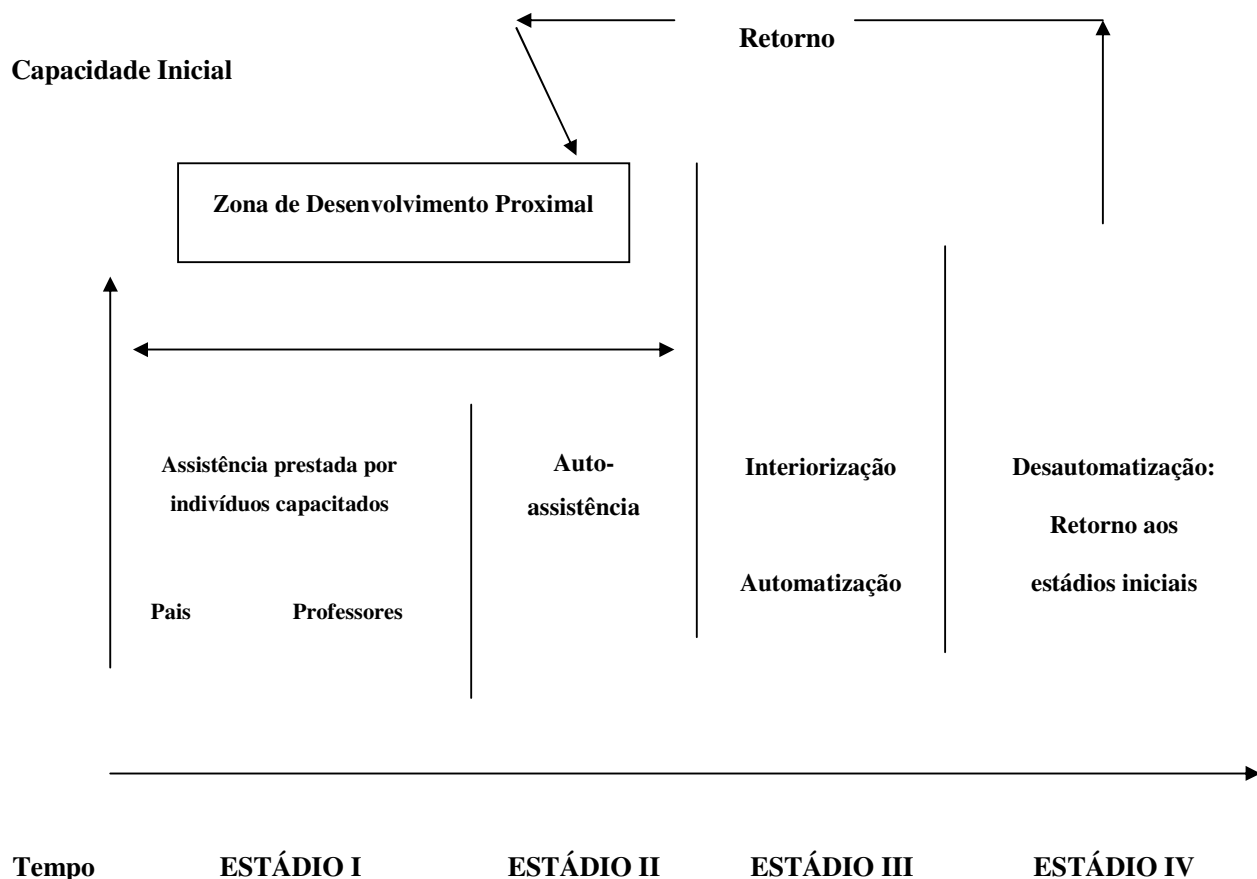 Retorno
Capacidade Inicial
Zona de Desenvolvimento Proximal
Assistência prestada por
indivíduos capacitados
Pais Professores
Auto-
assistência
Interiorização
Automatização
Desautomatização:
Retorno aos
estádios iniciais
Tempo ESTÁDIO I ESTÁDIO II ESTÁDIO III ESTÁDIO IV